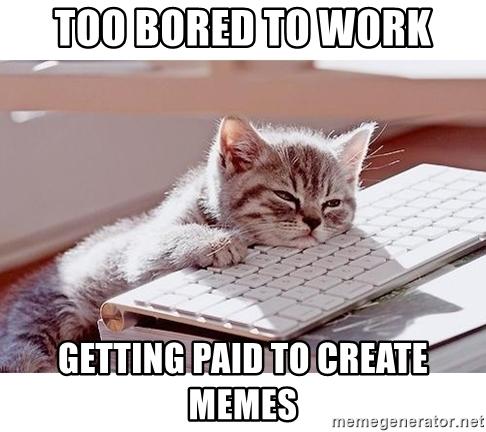 TOO BORED TO WORK
GETTING PAID TO CREATE
MEMES
memegenerator.net